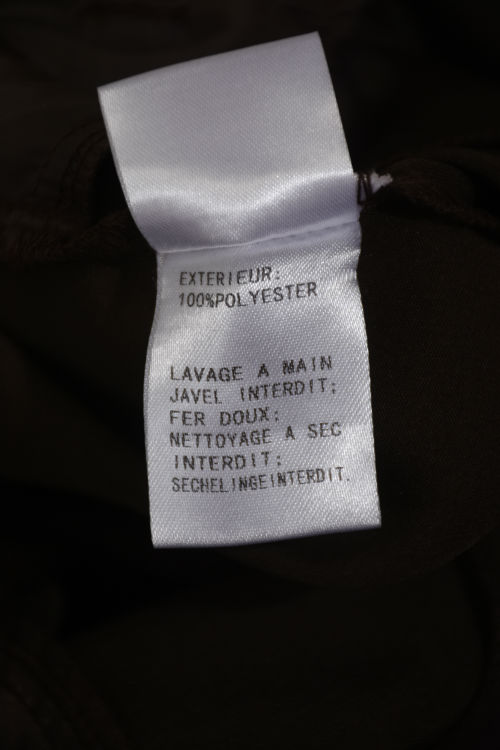 EXTERIEUR:
100%POLYESTER
LAVAGE A MAIN
JAVEL INTERDIT;
FER DOUX;
NETTOYAGE A SEC
INTERDIT;
SECHELINGEINTERDIT.